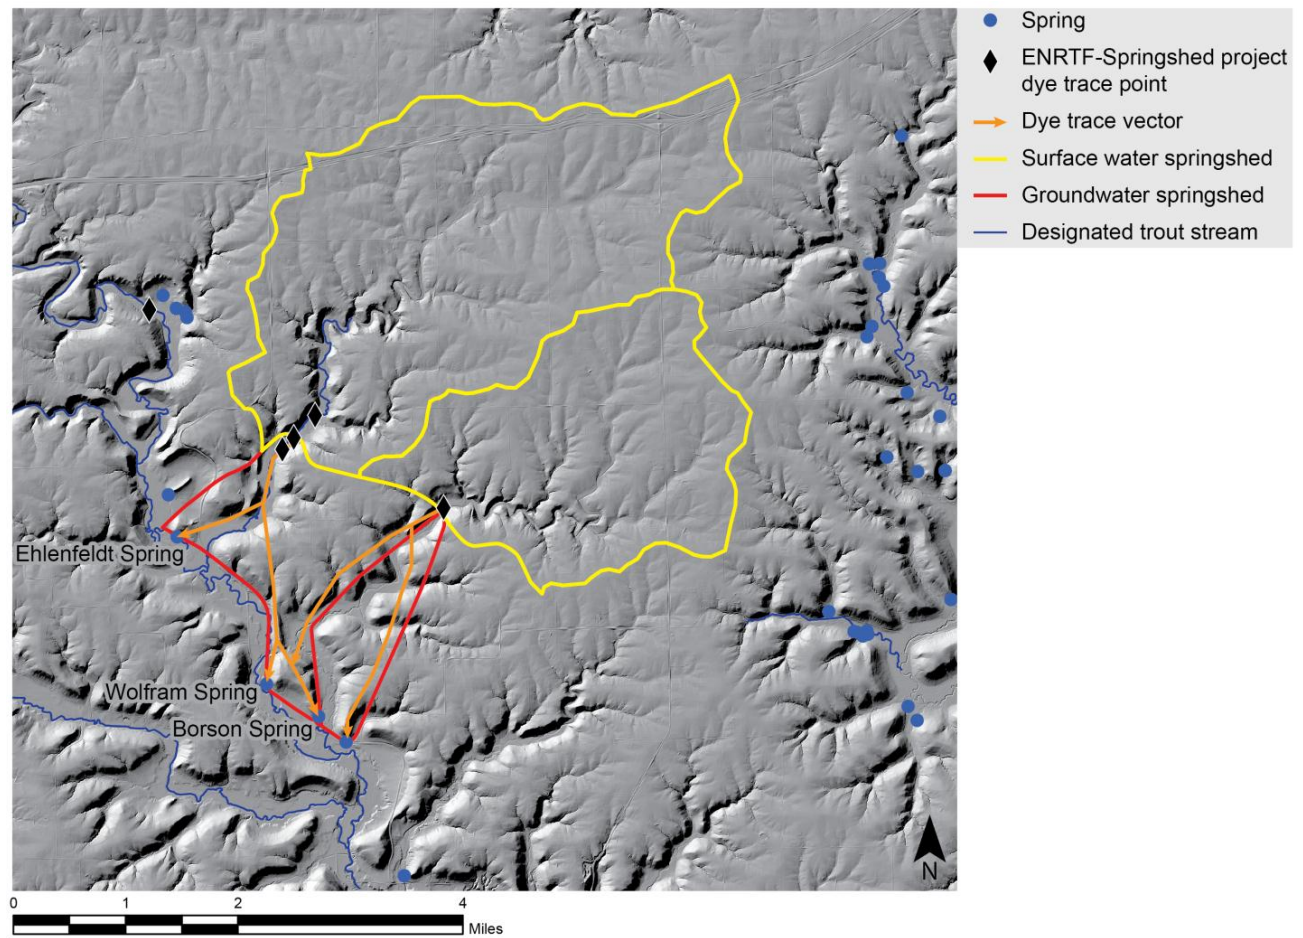 Spring
ENRTF-Springshed project
dye trace point
Dye trace vector
Surface water springshed
Groundwater springshed
Designated trout stream
Ehlenfeldt Spring
Wolfram Spring
Borson Spring
N
0 1 2 4
Miles